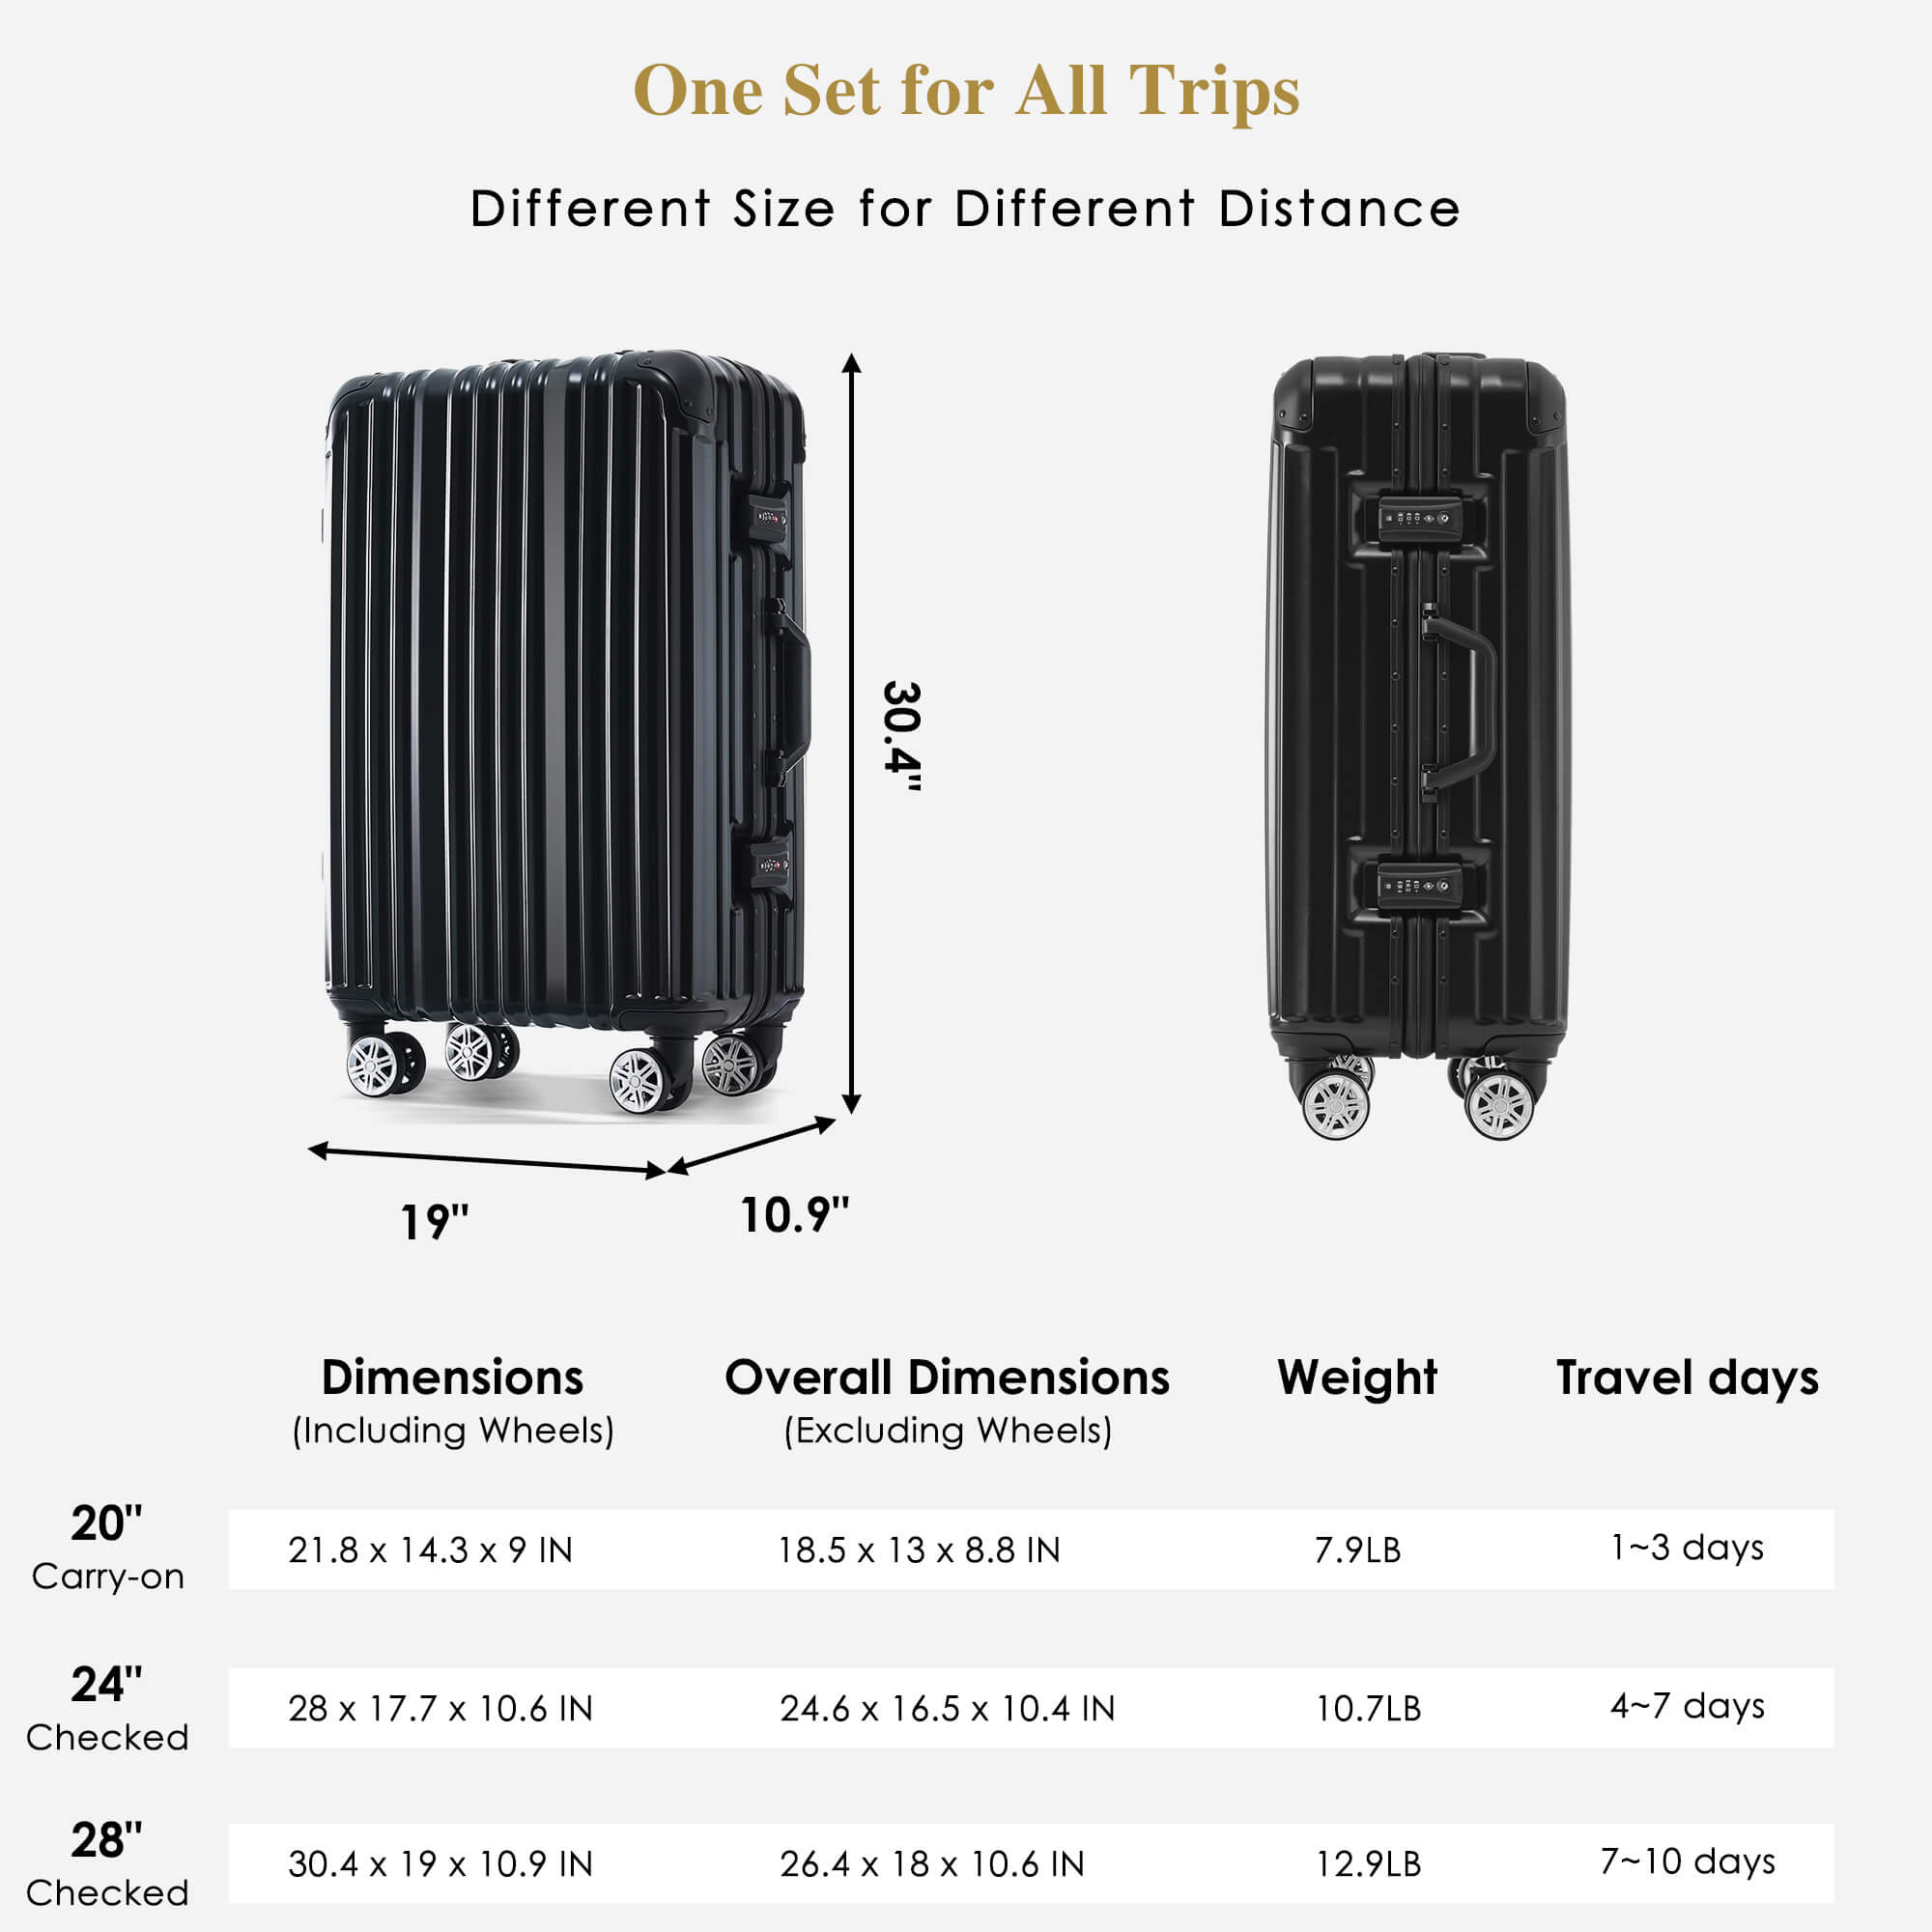 One Set for All Trips
Different Size for Different Distance
30.4"
19"
10.9"
Dimensions Overall Dimensions Weight Travel days
(Including Wheels) (Excluding Wheels)
20"
Carry-on
21.8 x 14.3 x 9 IN 18.5 x 13 x 8.8 IN 7.9LB 1~3 days
24"
Checked
28 x 17.7 x 10.6 IN 24.6 x 16.5 x 10.4 IN 10.7LB 4~7 days
28"
Checked
30.4 x 19 x 10.9 IN 26.4 x 18 x 10.6 IN 12.9LB 7~10 days